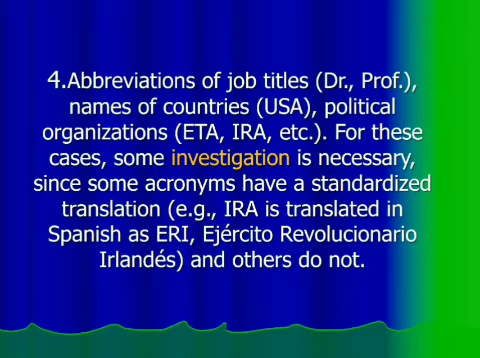 4.Abbreviations of job titles (Dr., Prof.),
names of countries (USA), political
organizations (ETA, IRA, etc.). For these
cases, some investigation is necessary,
since some acronyms have a standardized
translation (e.g., IRA is translated in
Spanish as ERI, Ejército Revolucionario
Irlandés) and others do not.